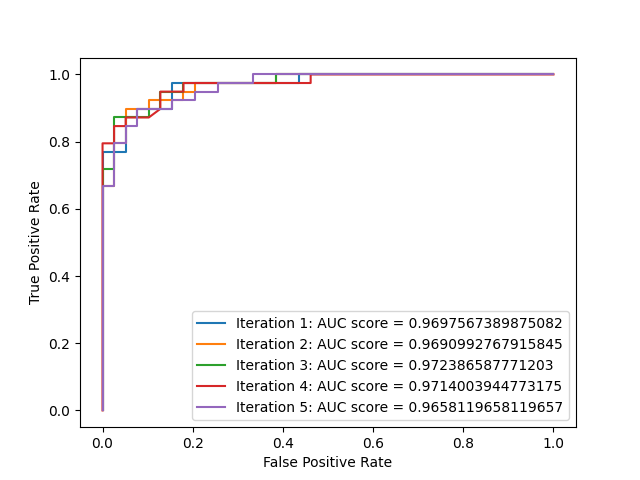 1.0
0.8
0.6
0.4
0.2
0.0
True Positive Rate
Iteration 1: AUC score = 0.9697567389875082
Iteration 2: AUC score = 0.9690992767915845
Iteration 3: AUC score = 0.972386587771203
Iteration 4: AUC score = 0.9714003944773175
Iteration 5: AUC score = 0.9658119658119657
0.0 0.2 0.4 0.6 0.8 1.0
False Positive Rate